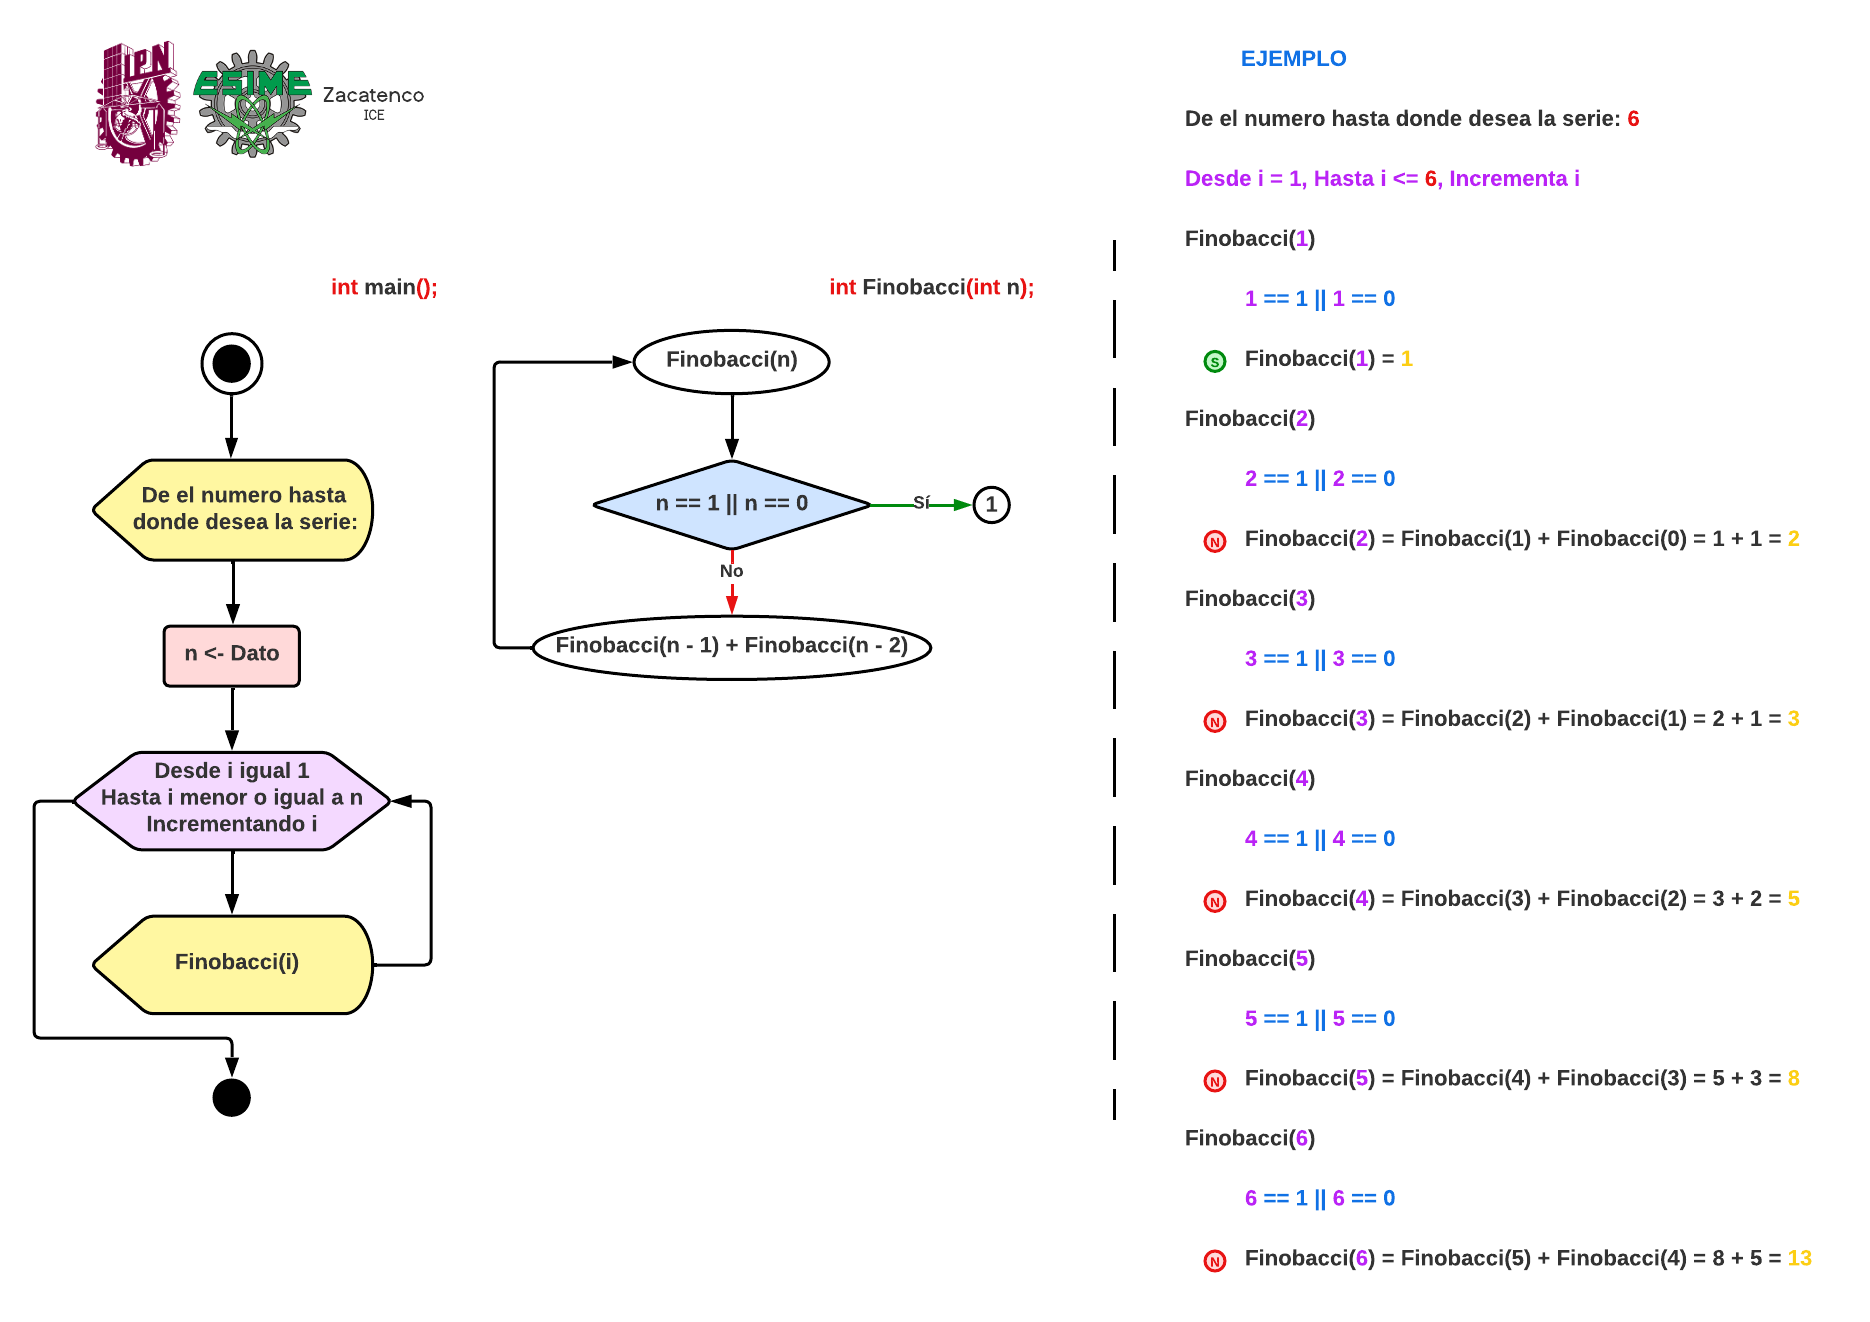 IPN
ESIME
Zacatenco
ICE
int main();
De el numero hasta
donde desea la serie:
n <- Dato
Desde i igual 1
Hasta i menor o igual a n
Incrementando i
Finobacci(i)
int Finobacci(int n);
Finobacci(n)
n == 1 || n == 0
Sí
1
No
Finobacci(n - 1) + Finobacci(n - 2)
EJEMPLO
De el numero hasta donde desea la serie: 6
Desde i = 1, Hasta i <= 6, Incrementa i
Finobacci(1)
1 == 1 || 1 == 0
S Finobacci(1) = 1
Finobacci(2)
2 == 1 || 2 == 0
N Finobacci(2) = Finobacci(1) + Finobacci(0) = 1 + 1 = 2
Finobacci(3)
3 == 1 || 3 == 0
N Finobacci(3) = Finobacci(2) + Finobacci(1) = 2 + 1 = 3
Finobacci(4)
4 == 1 || 4 == 0
N Finobacci(4) = Finobacci(3) + Finobacci(2) = 3 + 2 = 5
Finobacci(5)
5 == 1 || 5 == 0
N Finobacci(5) = Finobacci(4) + Finobacci(3) = 5 + 3 = 8
Finobacci(6)
6 == 1 || 6 == 0
N Finobacci(6) = Finobacci(5) + Finobacci(4) = 8 + 5 = 13